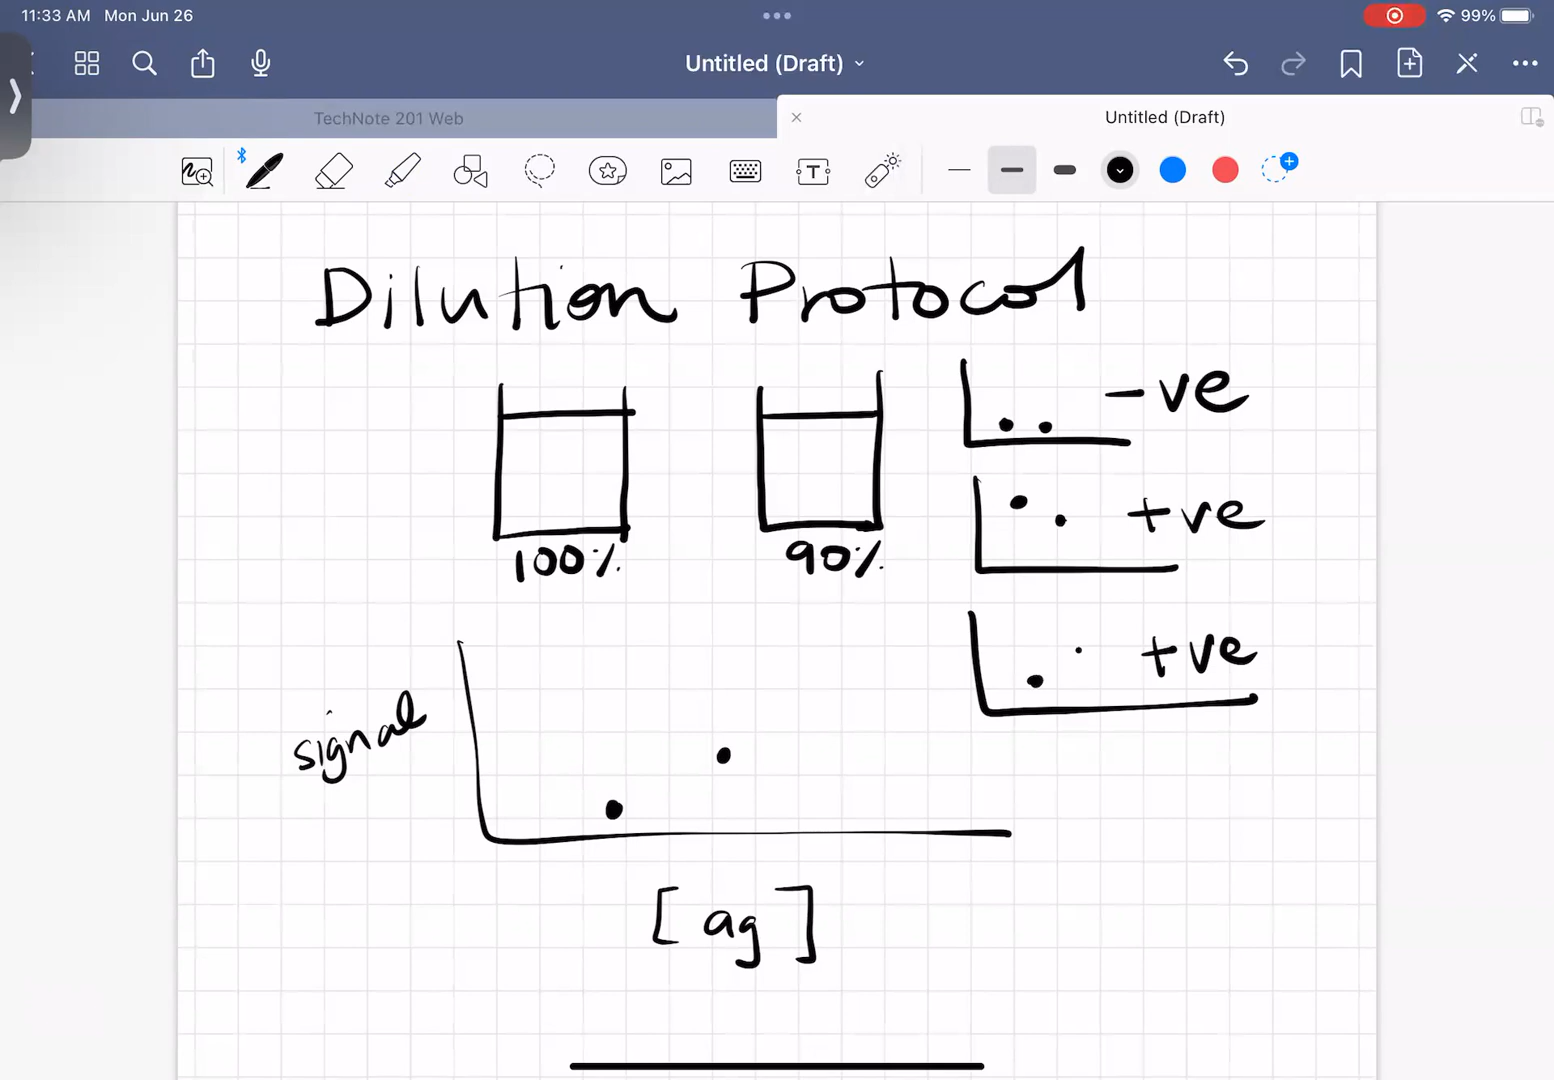 11:33 AM Mon Jun 26
99%
Untitled (Draft)
TechNote 201 Web
Untitled (Draft)
T
Dilution Protocol
-ve
100%
90%
+ve
+ve
signal
[ag]